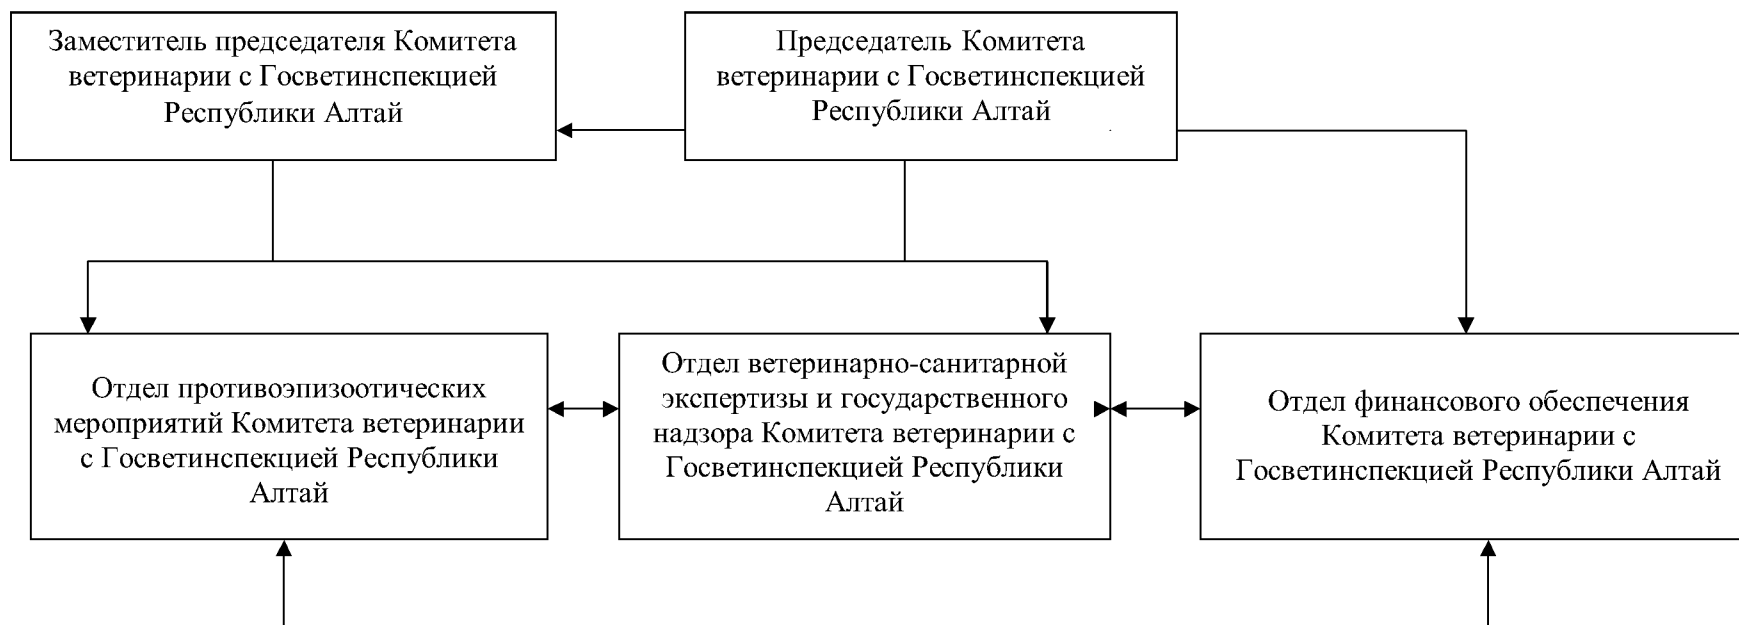 Заместитель председателя Комитета
ветеринарии с Госветинспекцией
Республики Алтай
Председатель Комитета
ветеринарии с Госветинспекцией
Республики Алтай
Отдел противоэпизоотических
мероприятий Комитета ветеринарии
с Госветинспекцией Республики
Алтай
Отдел ветеринарно-санитарной
экспертизы и государственного
надзора Комитета ветеринарии с
Госветинспекцией Республики
Алтай
Отдел финансового обеспечения
Комитета ветеринарии с
Госветинспекцией Республики Алтай